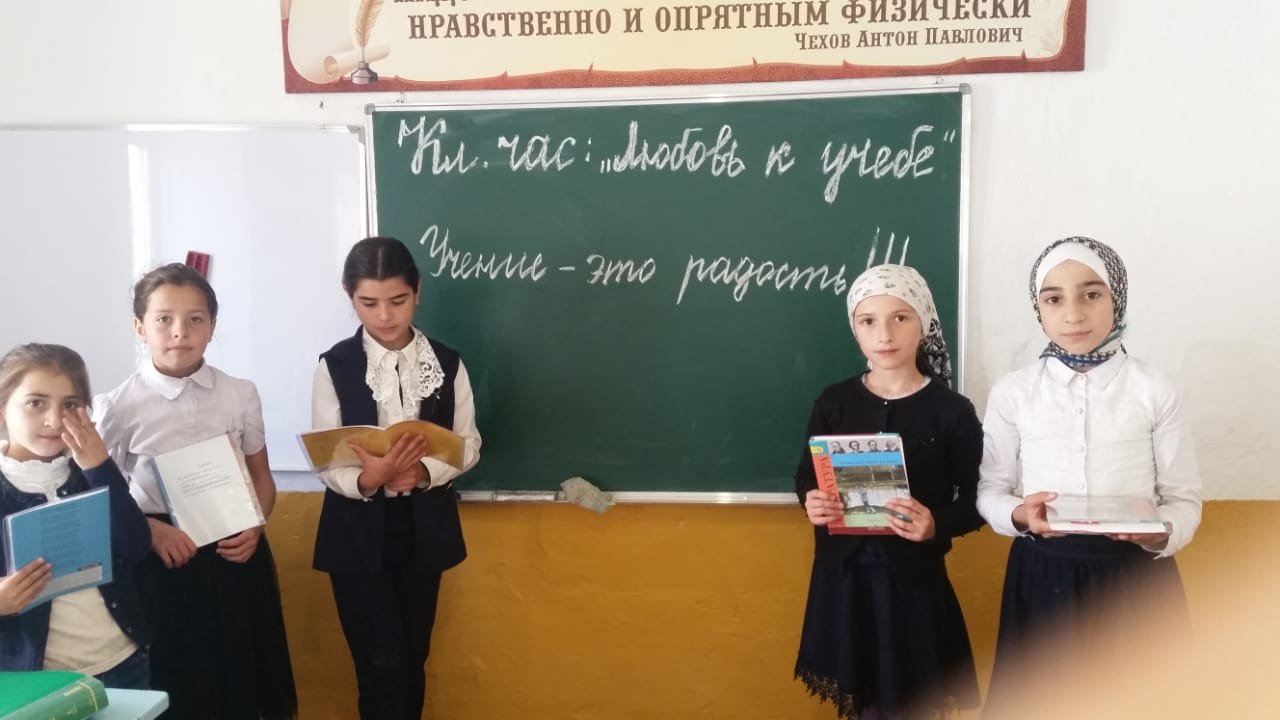 НРАВСТВЕННО И ОПРЯТНЫМ ФИЗИЧЕСКИ
ЧЕХОВ АНТОН ПАВЛОВИЧ
Кл. час: „Любовь к учебе"
Учение - это радость!!!